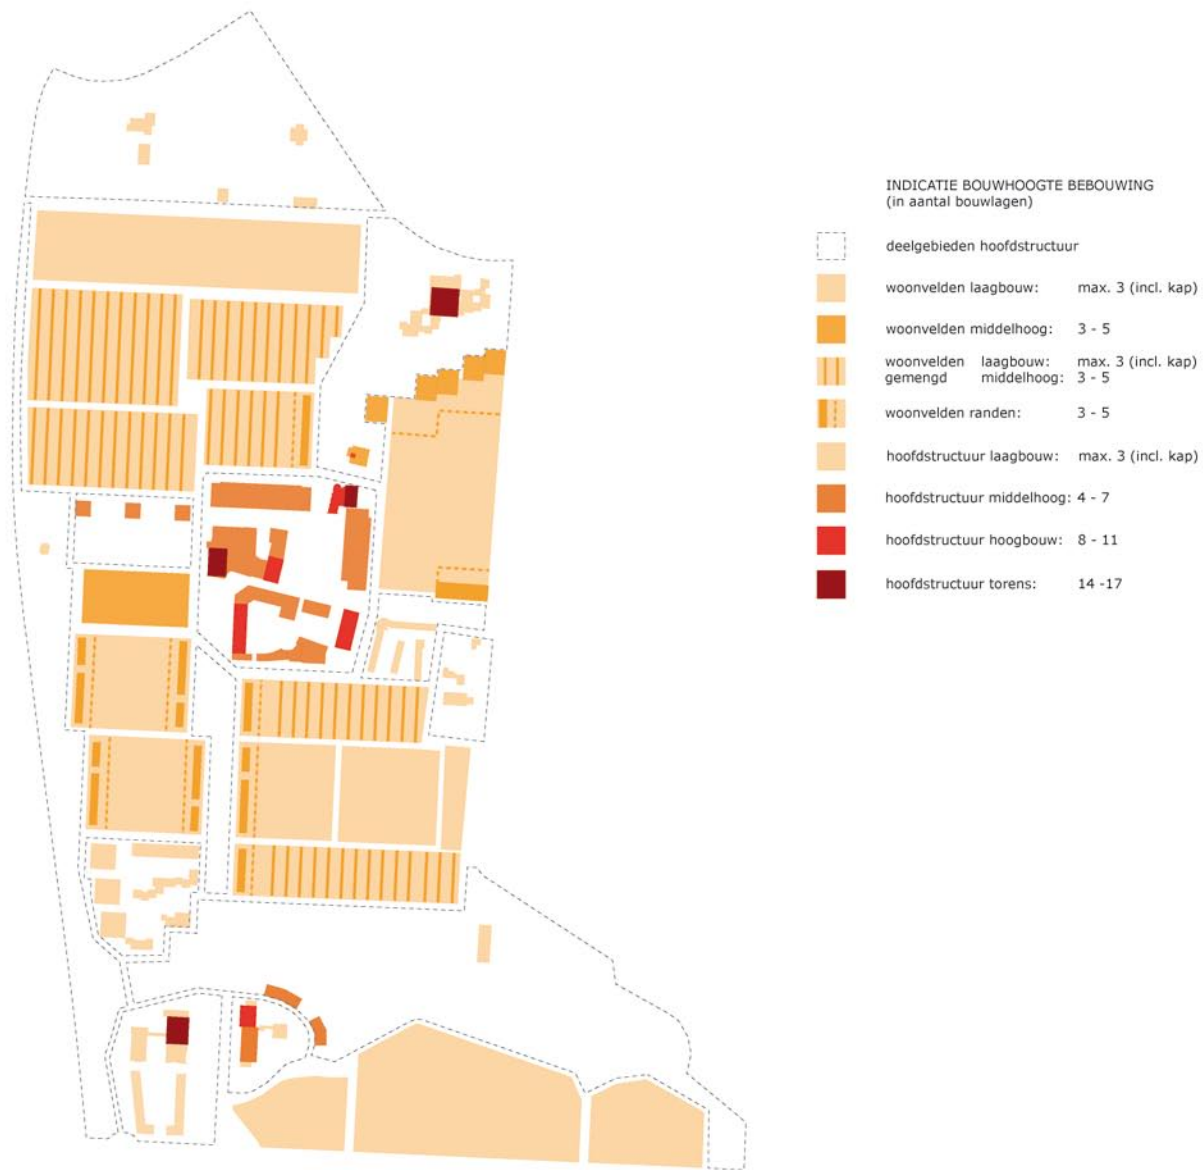 INDICATIE BOUWHOOGTE BEBOUWING
(in aantal bouwlagen)
deelgebieden hoofdstructuur
woonvelden laagbouw: max. 3 (incl. kap)
woonvelden middelhoog: 3 - 5
woonvelden laagbouw: max. 3 (incl. kap)
gemengd middelhoog: 3 - 5
woonvelden randen: 3 - 5
hoofdstructuur laagbouw: max. 3 (incl. kap)
hoofdstructuur middelhoog: 4 - 7
hoofdstructuur hoogbouw: 8 - 11
hoofdstructuur torens: 14 -17